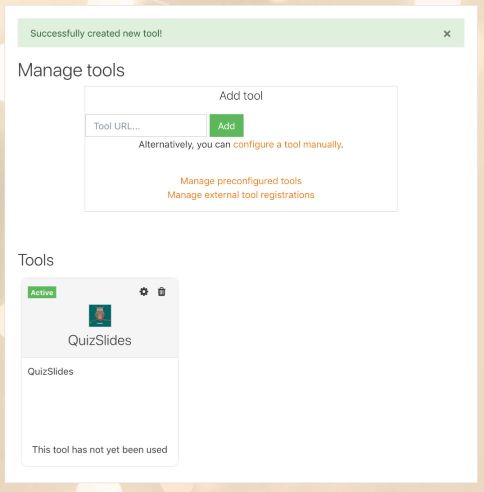 Successfully created new tool!
Manage tools
Add tool
Tool URL...
Add
Alternatively, you can configure a tool manually.
Manage preconfigured tools
Manage external tool registrations
Tools
Active
QuizSlides
QuizSlides
This tool has not yet been used